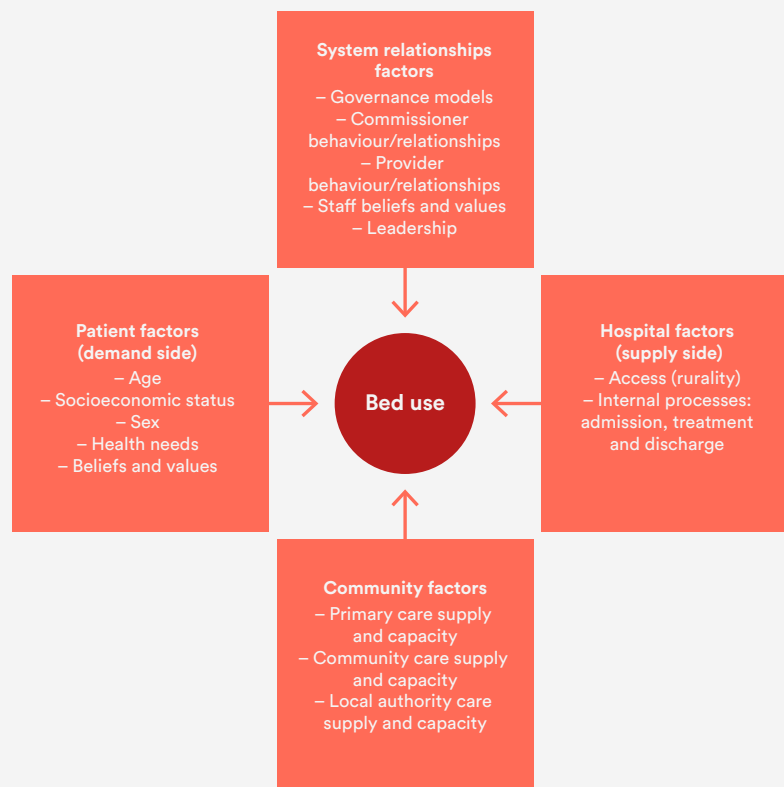 System relationships
factors
– Governance models
– Commissioner
behaviour/relationships
– Provider
behaviour/relationships
– Staff beliefs and values
– Leadership
Patient factors
(demand side)
– Age
– Socioeconomic status
– Sex
– Health needs
– Beliefs and values
Bed use
Hospital factors
(supply side)
– Access (rurality)
– Internal processes:
admission, treatment
and discharge
Community factors
– Primary care supply
and capacity
– Community care supply
and capacity
– Local authority care
supply and capacity